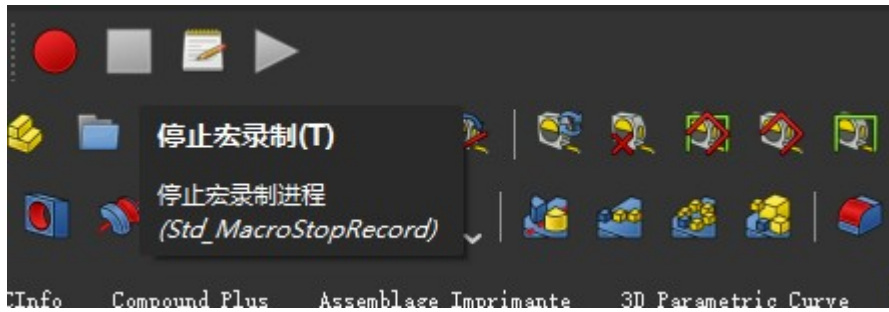 停止宏录制(T)
停止宏录制进程
(Std_MacroStopRecord)
CInfo Compound Plus Assemblage Imprimante 3D Parametric Curve